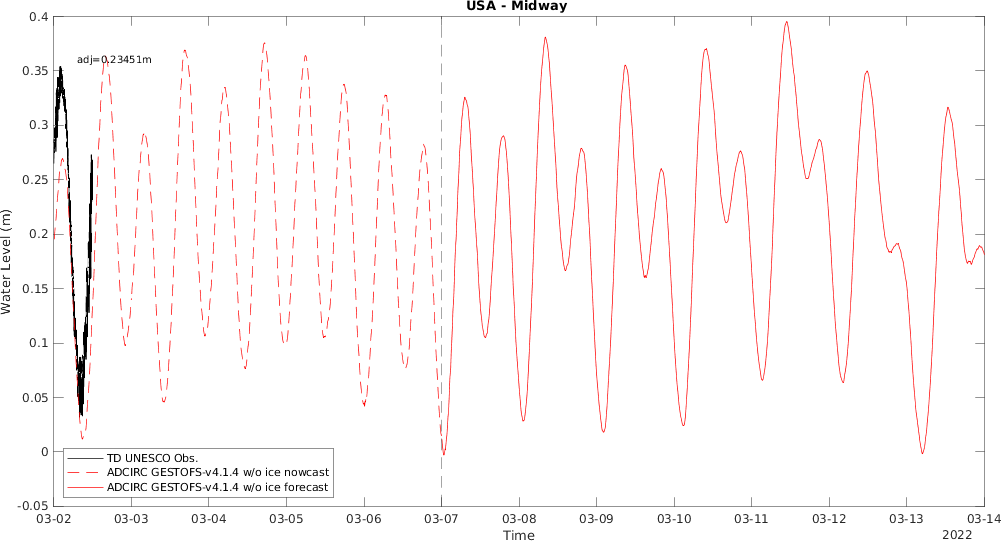 USA - Midway
adj=0.23451m
Water Level (m)
0.4
0.35
0.3
0.25
0.2
0.15
0.1
0.05
0
-0.05
TD UNESCO Obs.
ADCIRC GESTOFS-v4.1.4 w/o ice nowcast
ADCIRC GESTOFS-v4.1.4 w/o ice forecast
03-02 03-03 03-04 03-05 03-06 03-07 03-08 03-09 03-10 03-11 03-12 03-13 03-14
Time
2022